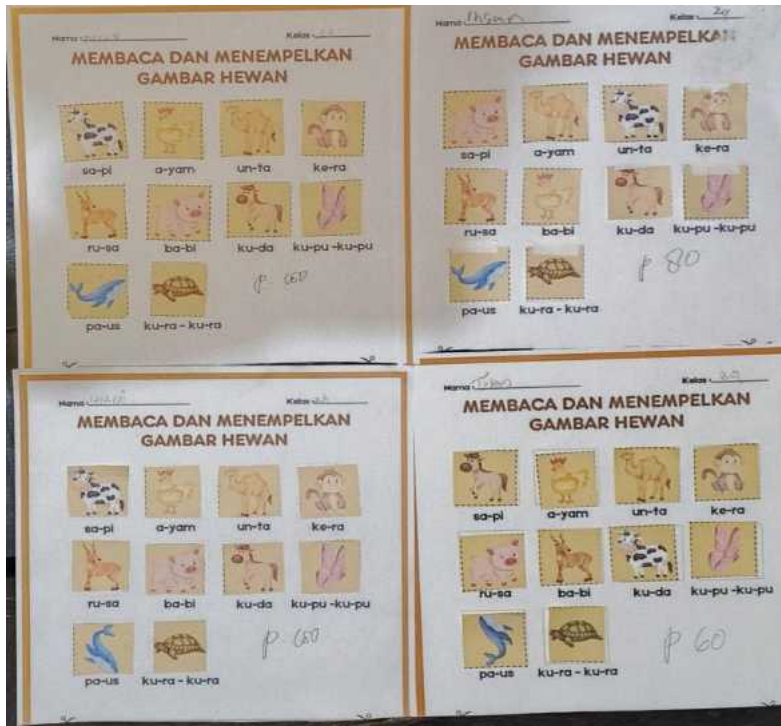 Nama :
Kelas :
MEMBACA DAN MENEMPELKAN
GAMBAR HEWAN
sa-pi a-yam un-ta ke-ra
ru-sa ba-bi ku-da ku-pu -ku-pu
pa-us ku-ra - ku-ra
Nama : Ihsan
Kelas :
MEMBACA DAN MENEMPELKAN
GAMBAR HEWAN
sa-pi a-yam un-ta ke-ra
ru-sa ba-bi ku-da ku-pu -ku-pu
pa-us ku-ra - ku-ra
p 80
Nama :
Kelas :
MEMBACA DAN MENEMPELKAN
GAMBAR HEWAN
sa-pi a-yam un-ta ke-ra
ru-sa ba-bi ku-da ku-pu -ku-pu
pa-us ku-ra - ku-ra
Nama :
Kelas :
MEMBACA DAN MENEMPELKAN
GAMBAR HEWAN
sa-pi a-yam un-ta ke-ra
ru-sa ba-bi ku-da ku-pu -ku-pu
pa-us ku-ra - ku-ra
p 60